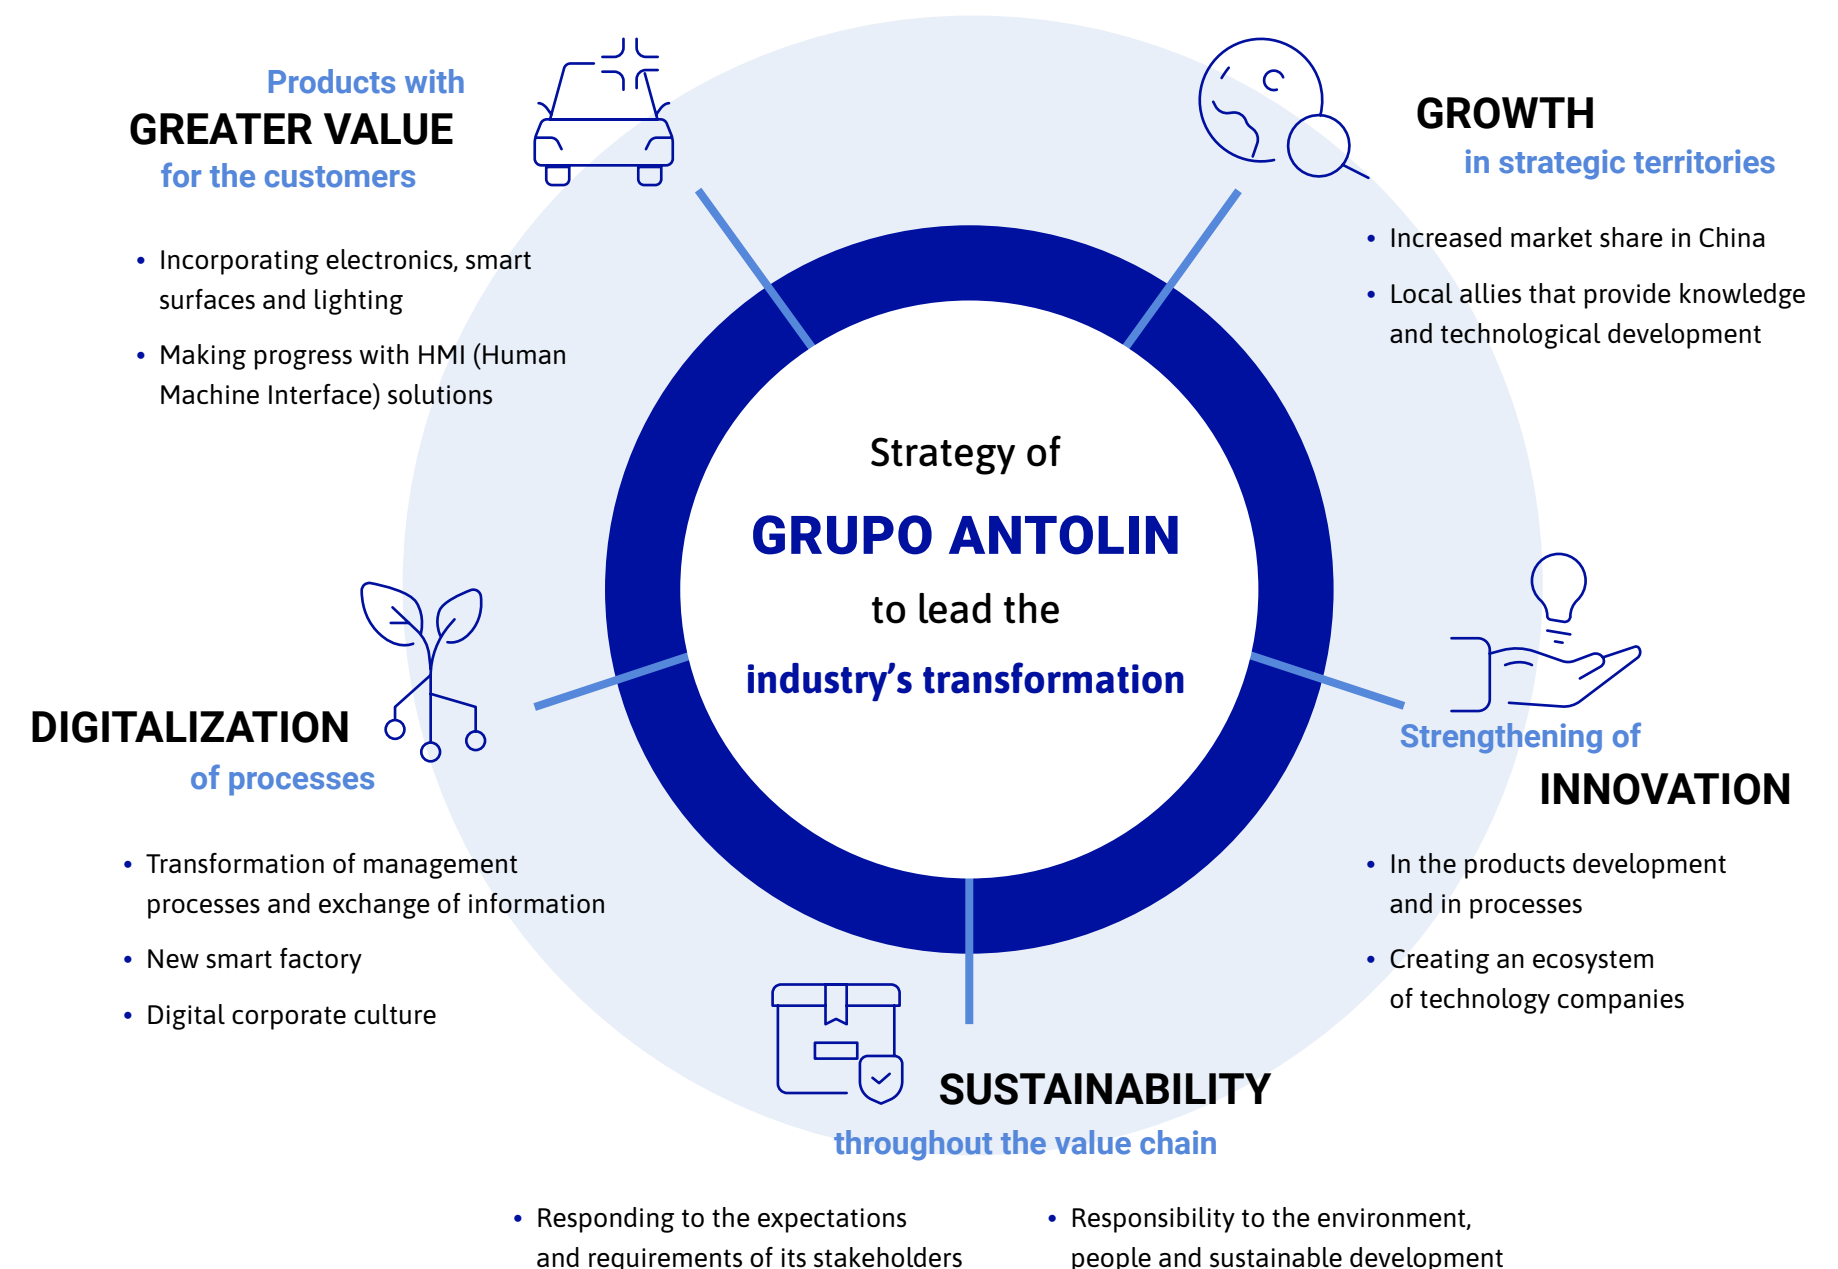 Products with
GREATER VALUE
for the customers
• Incorporating electronics, smart
surfaces and lighting
• Making progress with HMI (Human
Machine Interface) solutions
GROWTH
in strategic territories
• Increased market share in China
• Local allies that provide knowledge
and technological development
Strategy of
GRUPO ANTOLIN
to lead the
industry’s transformation
DIGITALIZATION
of processes
• Transformation of management
processes and exchange of information
• New smart factory
• Digital corporate culture
Strengthening of
INNOVATION
• In the products development
and in processes
• Creating an ecosystem
of technology companies
SUSTAINABILITY
throughout the value chain
• Responding to the expectations
and requirements of its stakeholders
• Responsibility to the environment,
people and sustainable development